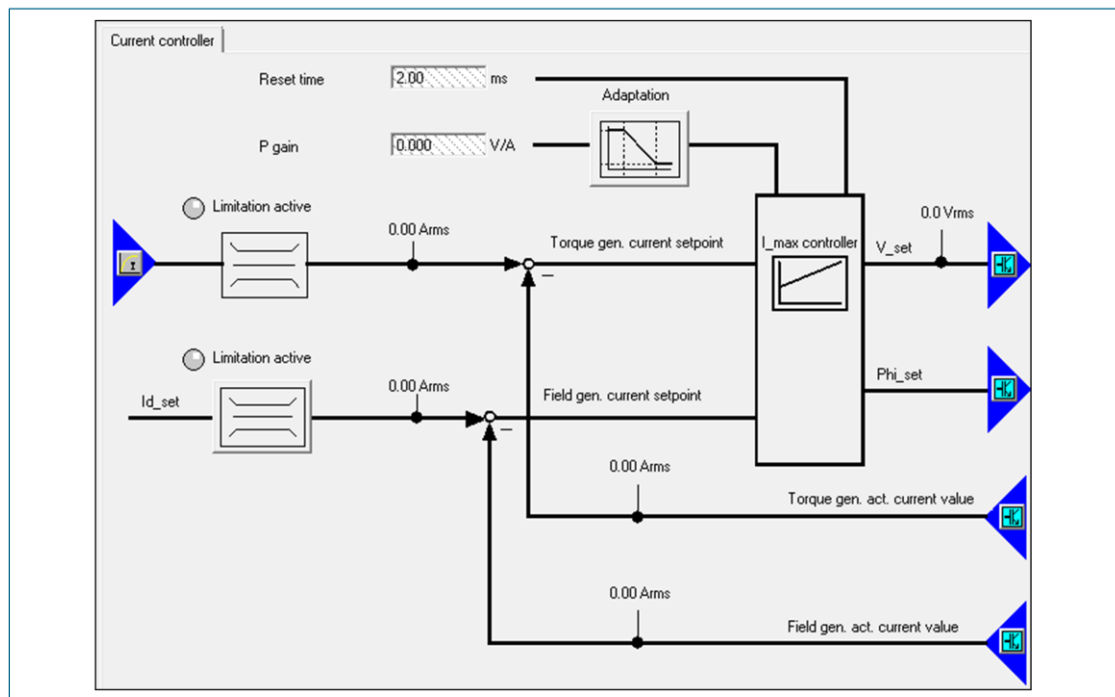 Current controller
Reset time 2.00 ms
Adaptation
P gain 0.000 V/A
Limitation active
0.00 Arms
Torque gen. current setpoint
I_max controller
0.0 Vrms
V_set
Limitation active
0.00 Arms
Id_set
Field gen. current setpoint
Phi_set
0.00 Arms
Torque gen. act. current value
0.00 Arms
Field gen. act. current value